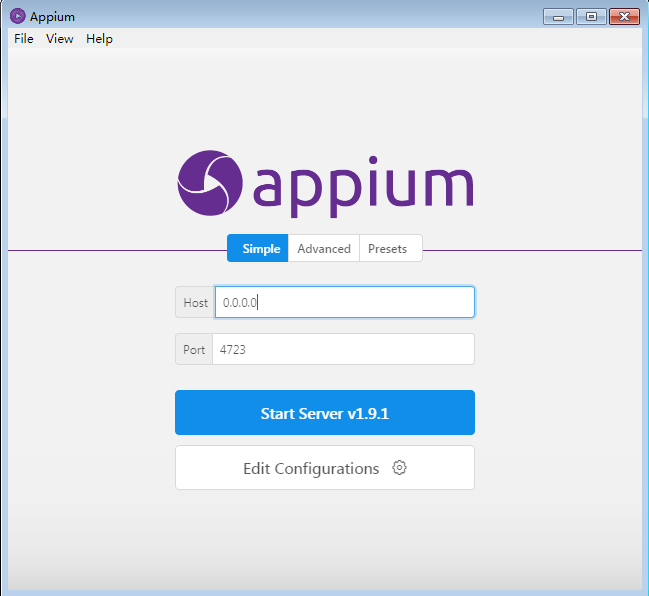 Appium
File View Help
appium
Simple Advanced Presets
Host 0.0.0.0
Port 4723
Start Server v1.9.1
Edit Configurations